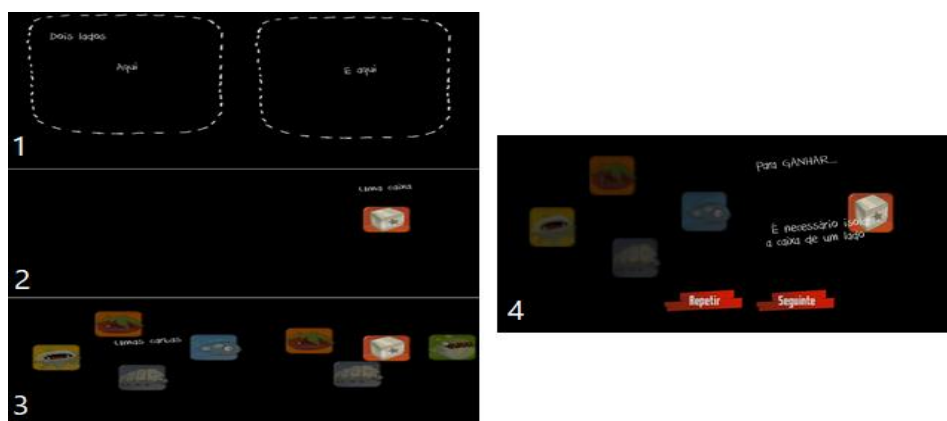 Dois lados
Aqui
E aqui
1
Uma caixa
2
Umas cartas
3
Para GANHAR...
É necessário isolar
a caixa de um lado
Repetir
Seguinte
4